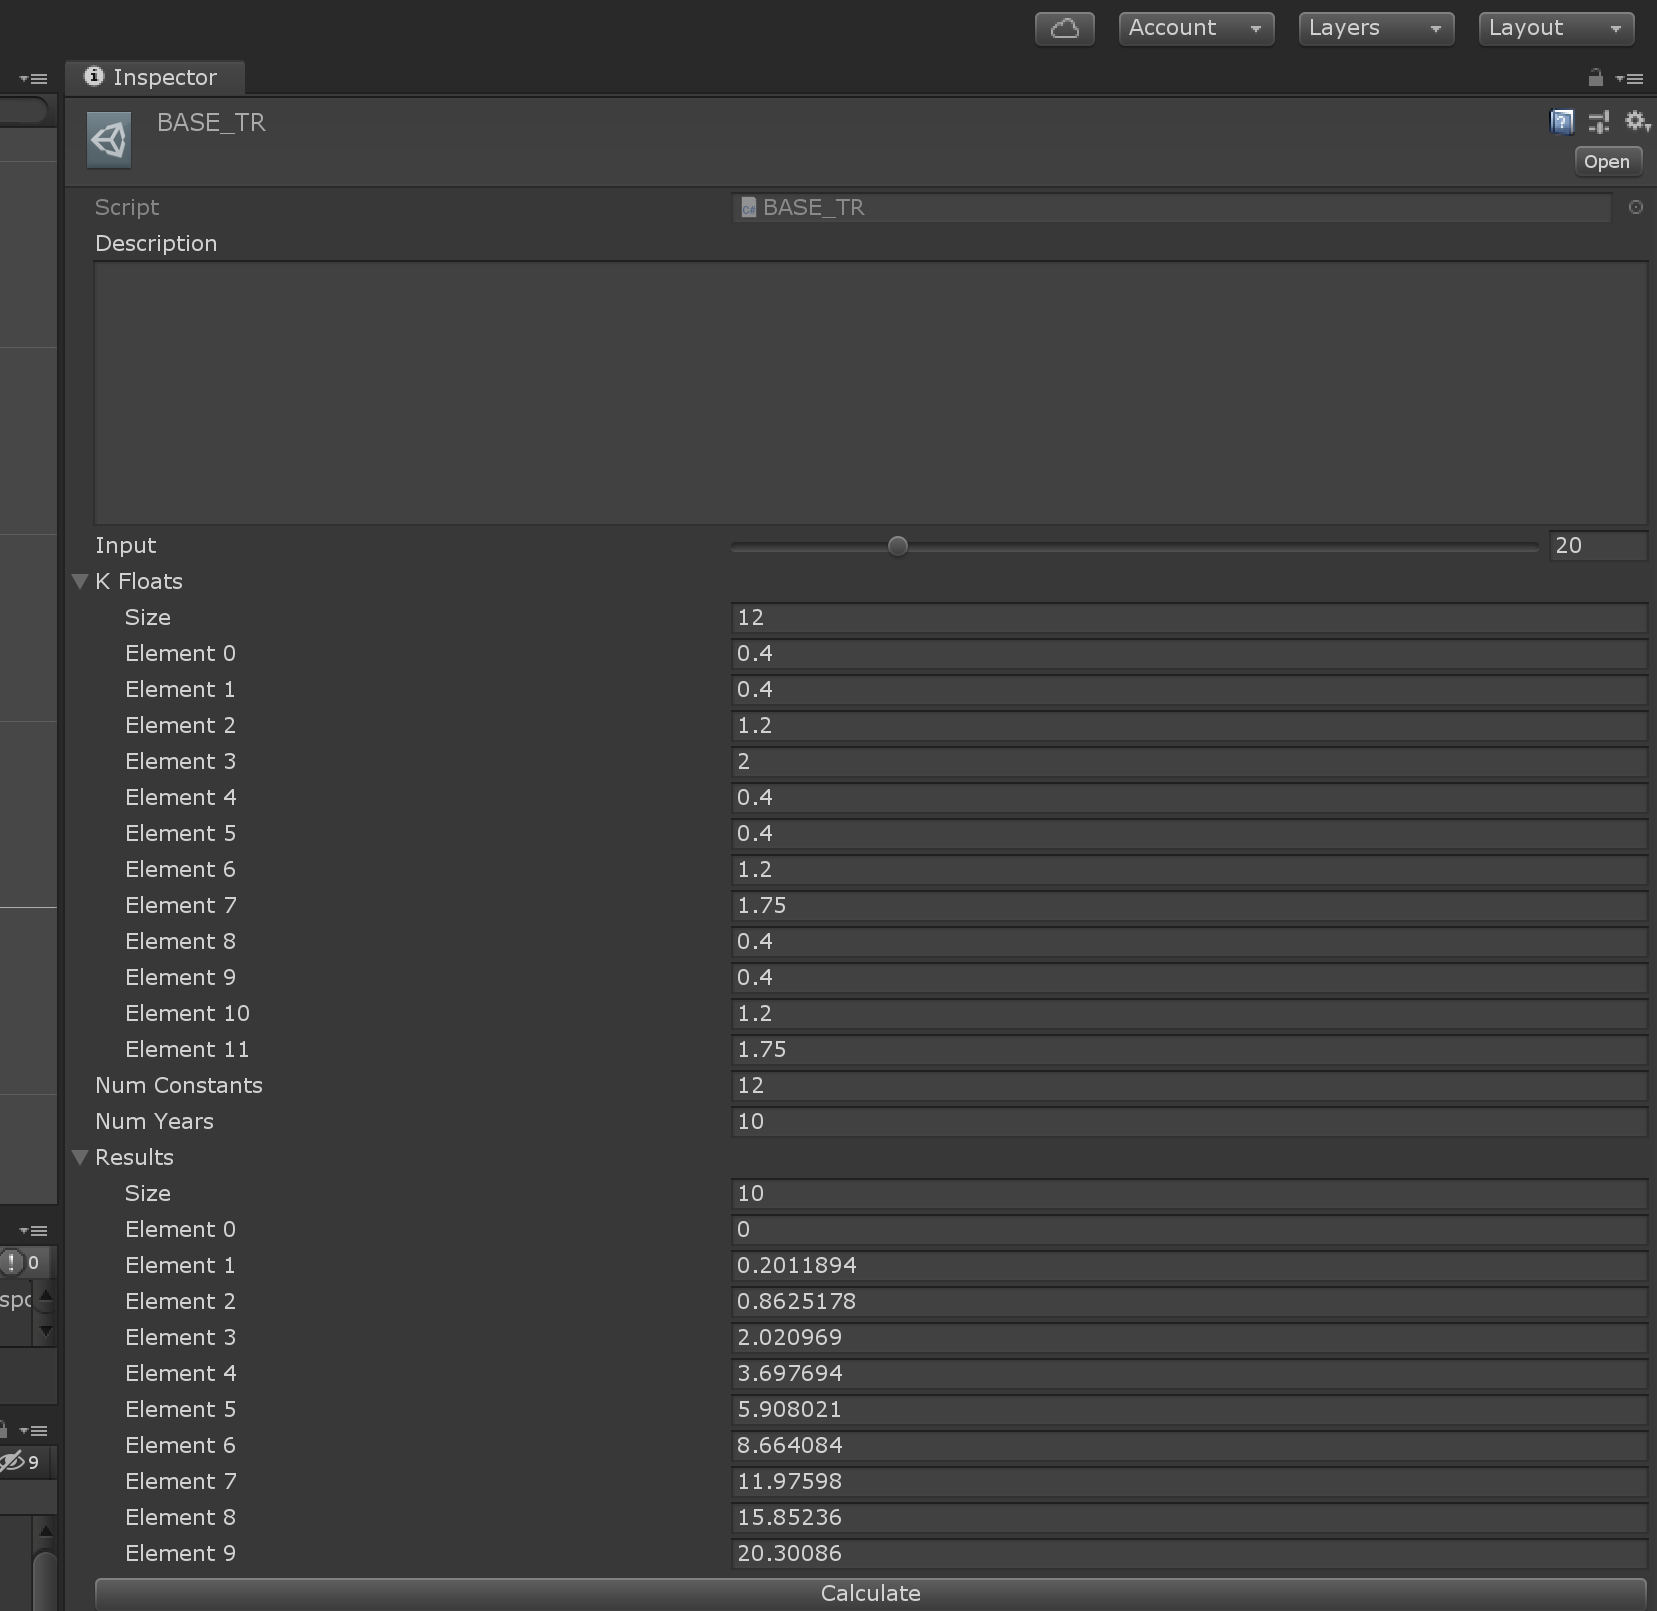 Account
Layers
Layout
Inspector
BASE_TR
Open
Script
BASE_TR
Description
Input
20
K Floats
Size
12
Element 0
0.4
Element 1
0.4
Element 2
1.2
Element 3
2
Element 4
0.4
Element 5
0.4
Element 6
1.2
Element 7
1.75
Element 8
0.4
Element 9
0.4
Element 10
1.2
Element 11
1.75
Num Constants
12
Num Years
10
Results
Size
10
Element 0
0
0
Element 1
0.2011894
Element 2
0.8625178
Element 3
2.020969
Element 4
3.697694
Element 5
5.908021
Element 6
8.664084
9
Element 7
11.97598
Element 8
15.85236
Element 9
20.30086
Calculate